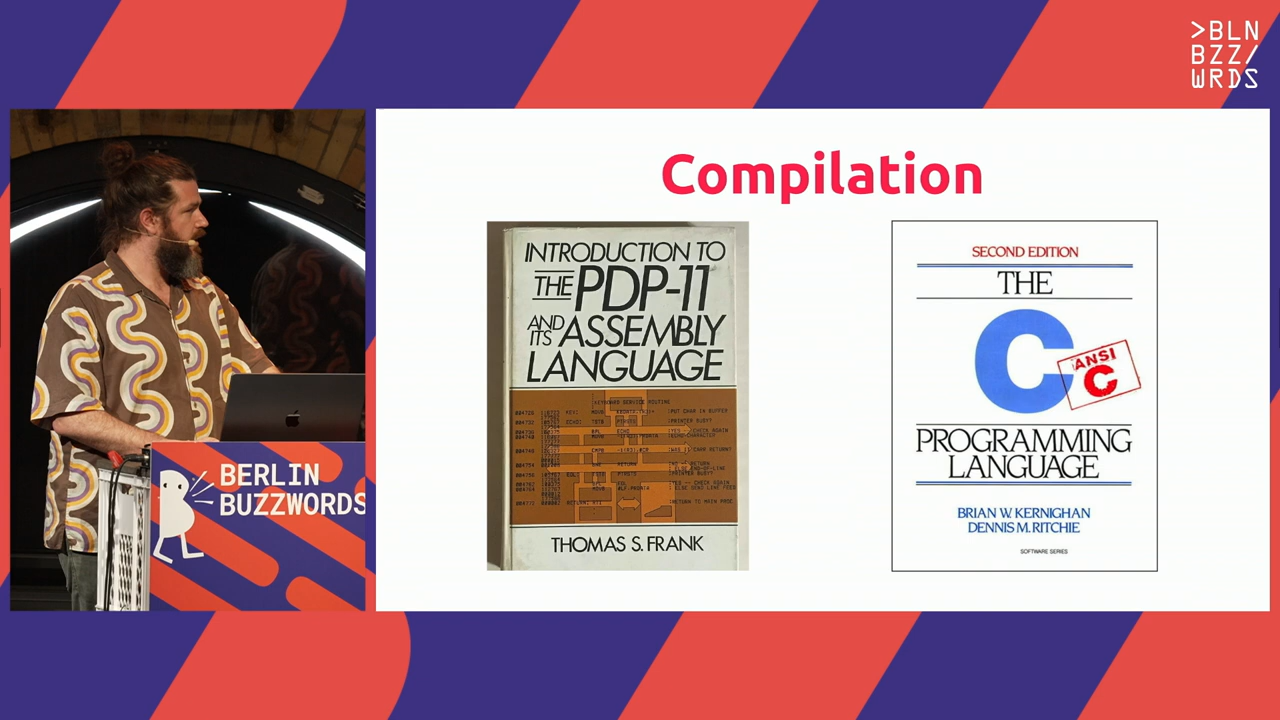 >BLN
BZZ/
WRDS
Compilation
INTRODUCTION TO
THE PDP-11
AND ITS ASSEMBLY
LANGUAGE
THOMAS S. FRANK
SECOND EDITION
THE
C
ANSI
C
PROGRAMMING
LANGUAGE
BRIAN W. KERNIGHAN
DENNIS M. RITCHIE
SOFTWARE SERIES
BERLIN
BUZZWORDS